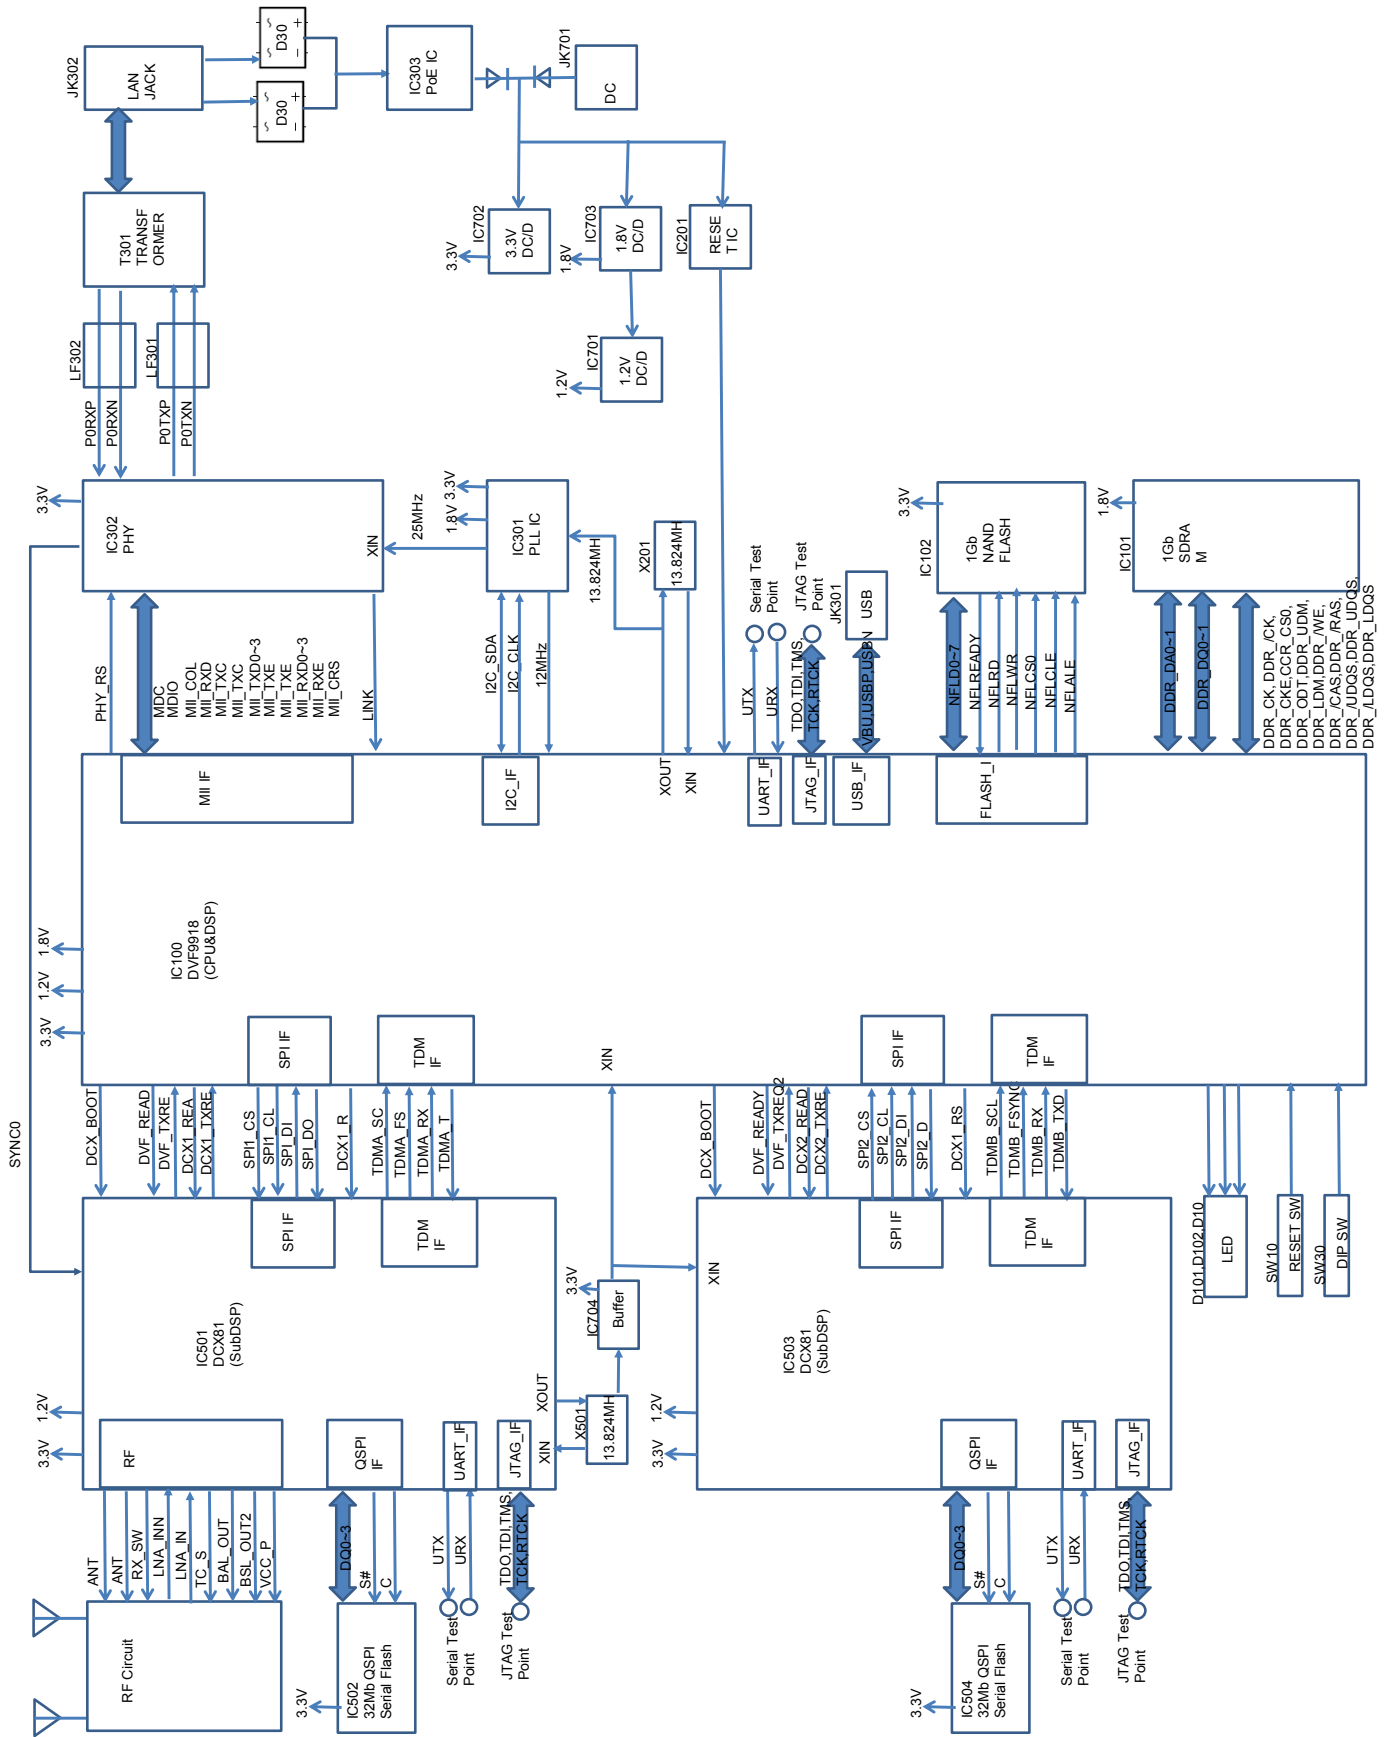 JK302
LAN
JACK
D30
~
~
+
−
D30
~
~
+
−
IC303
PoE IC
JK701
DC
T301
TRANSF
ORMER
LF302
LF301
P0RXP
P0RXN
P0TXP
P0TXN
3.3V
IC702
3.3V
DC/D
1.8V
IC703
1.8V
DC/D
IC201
RESE
T IC
1.2V
IC701
1.2V
DC/D
3.3V
IC302
PHY
XIN
25MHz
1.8V
3.3V
IC301
PLL IC
13.824MH
X201
13.824MH
Serial Test
Point
JTAG Test
Point
JK301
USB
3.3V
IC102
1Gb
NAND
FLASH
1.8V
IC101
1Gb
SDRA
M
SYNC0
PHY_RS
MDC
MDIO
MII_COL
MII_RXD
MII_TXC
MII_TXC
MII_TXD0~3
MII_TXE
MII_TXE
MII_RXD0~3
MII_RXE
MII_CRS
LINK
I2C_SDA
I2C_CLK
12MHz
XOUT
XIN
UTX
URX
TDO,TDI,TMS,
TCK,RTCK
VBU,USBP,USBN
NFLD0~7
NFLREADY
NFLRD
NFLWR
NFLCS0
NFLCLE
NFLALE
DDR_DA0~1
DDR_DQ0~1
DDR_CK, DDR_/CK,
DDR_CKE,CCR_CS0,
DDR_ODT,DDR_UDM,
DDR_LDM,DDR_/WE,
DDR_/CAS,DDR_/RAS,
DDR_/UDQS,DDR_UDQS,
DDR_/LDQS,DDR_LDQS
MII IF
I2C_IF
UART_IF
JTAG_IF
USB_IF
FLASH_I
IC100
DVF9918
(CPU&DSP)
3.3V
1.2V
1.8V
SPI IF
TDM
IF
XIN
SPI IF
TDM
IF
DCX_BOOT
DVF_READ
DVF_TXRE
DCX1_REA
DCX1_TXRE
SPI1_CS
SPI1_CL
SPI_DI
SPI_DO
DCX1_R
TDMA_SC
TDMA_FS
TDMA_RX
TDMA_T
DCX_BOOT
DVF_READY
DVF_TXREQ2
DCX2_READ
DCX2_TXRE
SPI2_CS
SPI2_CL
SPI2_DI
SPI2_D
DCX1_RS
TDMB_SCL
TDMB_FSYNC
TDMB_RX
TDMB_TXD
SPI IF
TDM
IF
IC501
DCX81
(SubDSP)
3.3V
1.2V
3.3V
IC704
Buffer
XOUT
XIN
X501
13.824MH
XIN
SPI IF
TDM
IF
IC503
DCX81
(SubDSP)
3.3V
1.2V
D101,D102,D10
LED
SW10
RESET SW
SW30
DIP SW
RF
QSPI
IF
UART_IF
JTAG_IF
QSPI
IF
UART_IF
JTAG_IF
ANT
ANT
RX_SW
LNA_INN
LNA_IN
TC_S
BAL_OUT
BSL_OUT2
VCC_P
DQ0~3
S#
C
UTX
URX
TDO,TDI,TMS,
TCK,RTCK
DQ0~3
S#
C
UTX
URX
TDO,TDI,TMS,
TCK,RTCK
RF Circuit
3.3V
IC502
32Mb QSPI
Serial Flash
Serial Test
Point
JTAG Test
Point
3.3V
IC504
32Mb QSPI
Serial Flash
Serial Test
Point
JTAG Test
Point